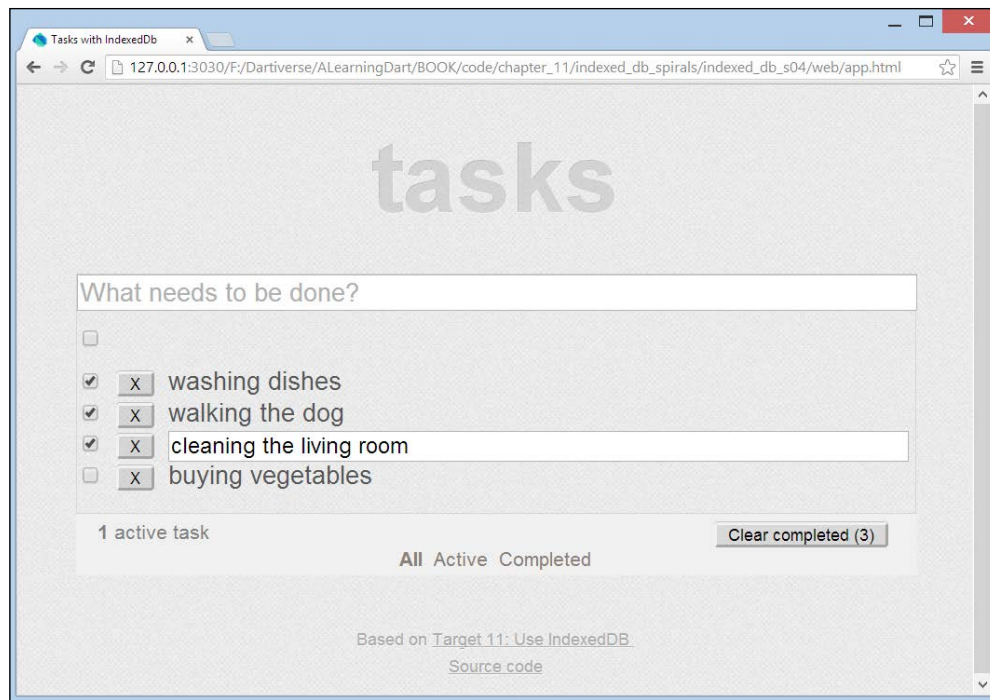 Tasks with IndexedDb
127.0.0.1:3030/F:/Dartiverse/ALearningDart/BOOK/code/chapter_11/indexed_db_spirals/indexed_db_s04/web/app.html
tasks
What needs to be done?
X washing dishes
X walking the dog
X cleaning the living room
X buying vegetables
1 active task
Clear completed (3)
All Active Completed
Based on Target 11: Use IndexedDB
Source code